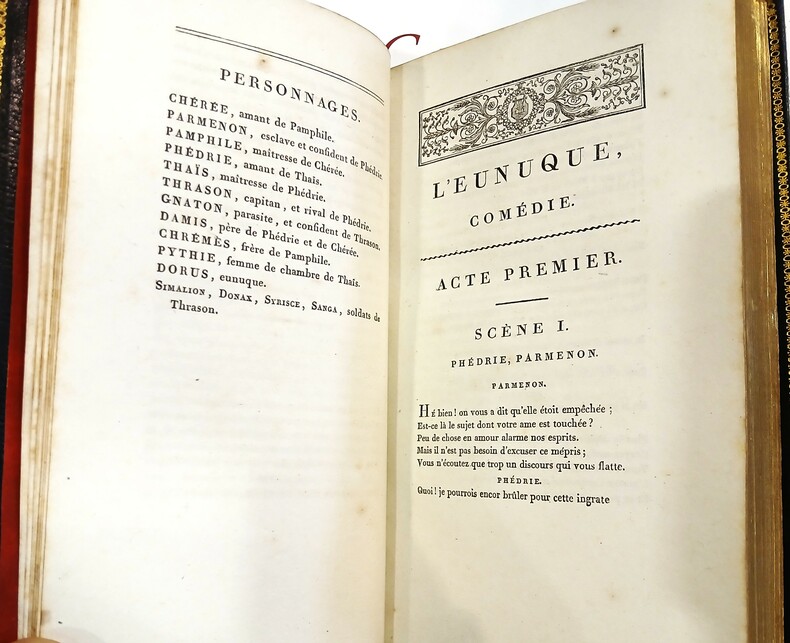 PERSONNAGES.
CHÉRÉE, amant de Pamphile.
PARMENON, esclave et confident de Phédrie.
PAMPHILE, maîtresse de Chérée.
PHÉDRIE, amant de Thaïs.
THAÏS, maîtresse de Phédrie.
THRASON, capitan, et rival de Phédrie.
GNATON, parasite, et confident de Thrason.
DAMIS, père de Phédrie et de Chérée.
CHRÉMÈS, frère de Pamphile.
PYTHIE, femme de chambre de Thaïs.
DORUS, eunuque.
SIMALION, DONAX, SYRISCE, SANGA, soldats de
Thrason.
L'EUNUQUE,
COMÉDIE.
ACTE PREMIER.
SCÈNE I.
PHÉDRIE, PARMENON.
PARMENON.
Hé bien! on vous a dit qu'elle étoit empêchée;
Est-ce là le sujet dont votre ame est touchée?
Peu de chose en amour alarme nos esprits.
Mais il n'est pas besoin d'excuser ce mépris;
Vous n'écoutez que trop un discours qui vous flatte.
PHÉDRIE.
Quoi! je pourrois encor brûler pour cette ingrate